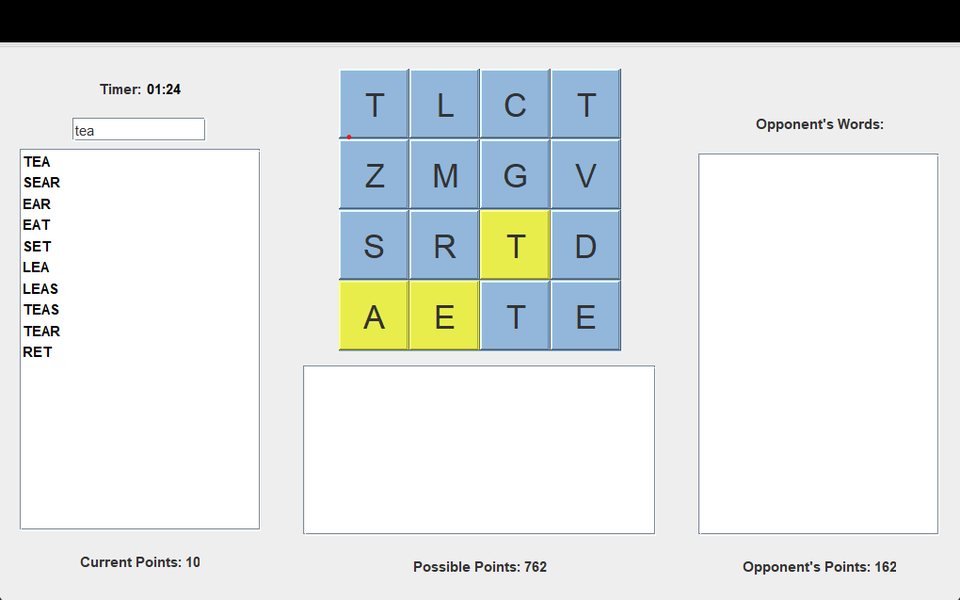 Timer: 01:24
tea
TEA
SEAR
EAR
EAT
SET
LEA
LEAS
TEAS
TEAR
RET
Current Points: 10
T L C T
Z M G V
S R T D
A E T E
Possible Points: 762
Opponent's Words:
Opponent's Points: 162